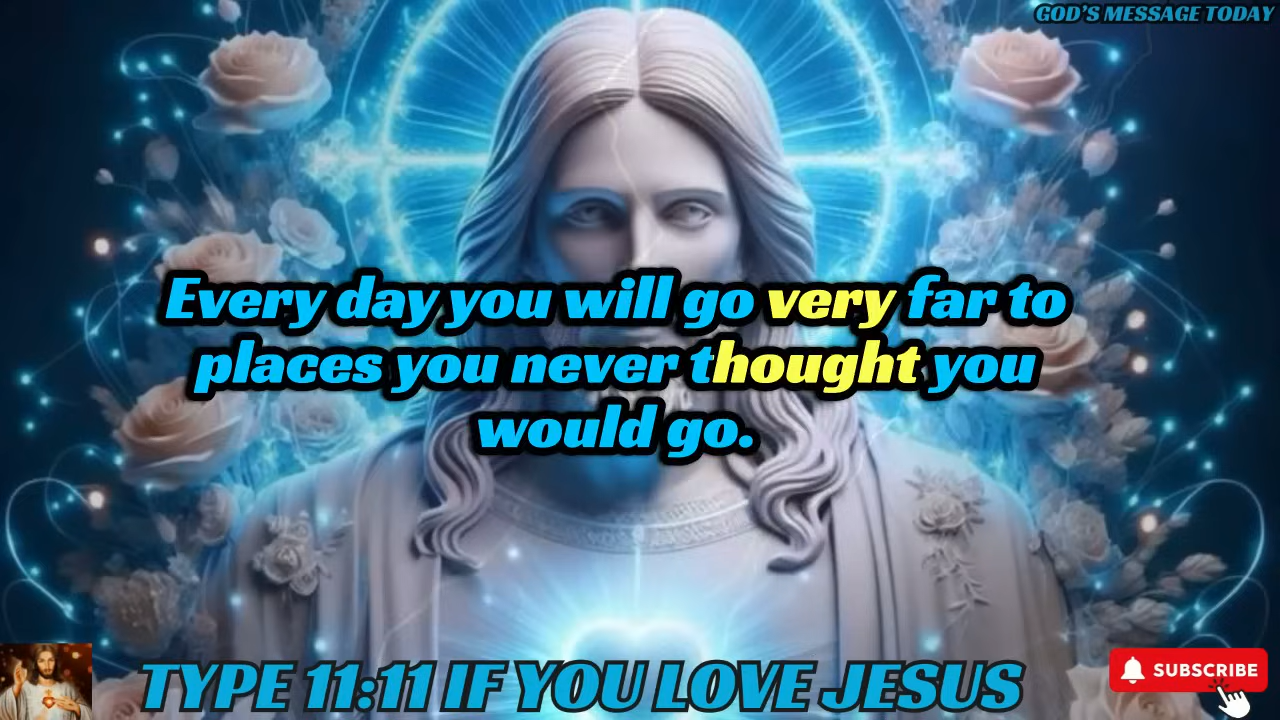 GOD'S MESSAGE TODAY
Every day you will go very far to
places you never thought you
would go.
TYPE 11:11 IF YOU LOVE JESUS
SUBSCRIBE